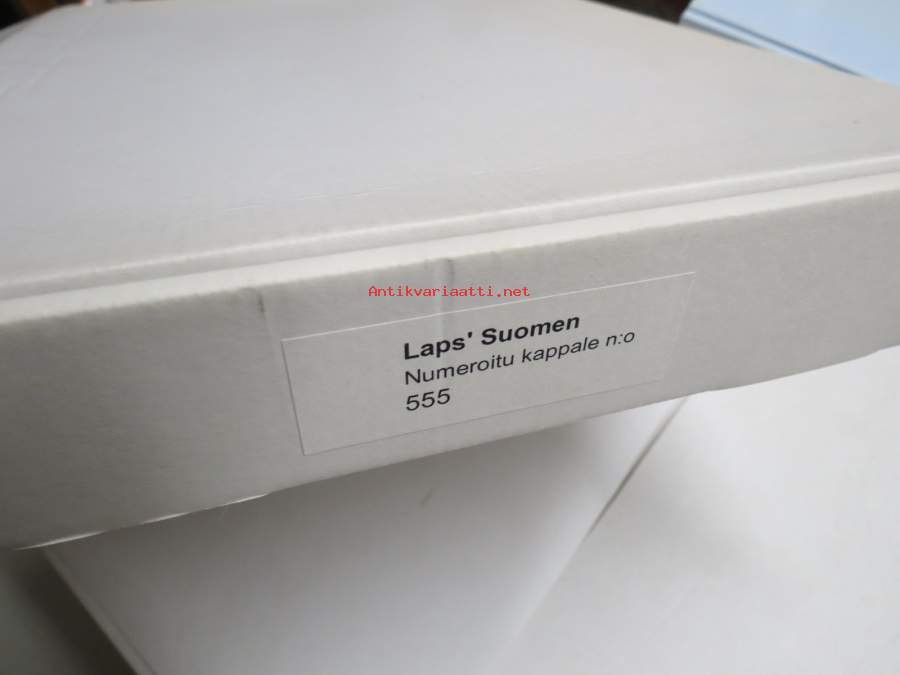 Antikvariaatti.net
Laps' Suomen
Numeroitu kappale n:o
555